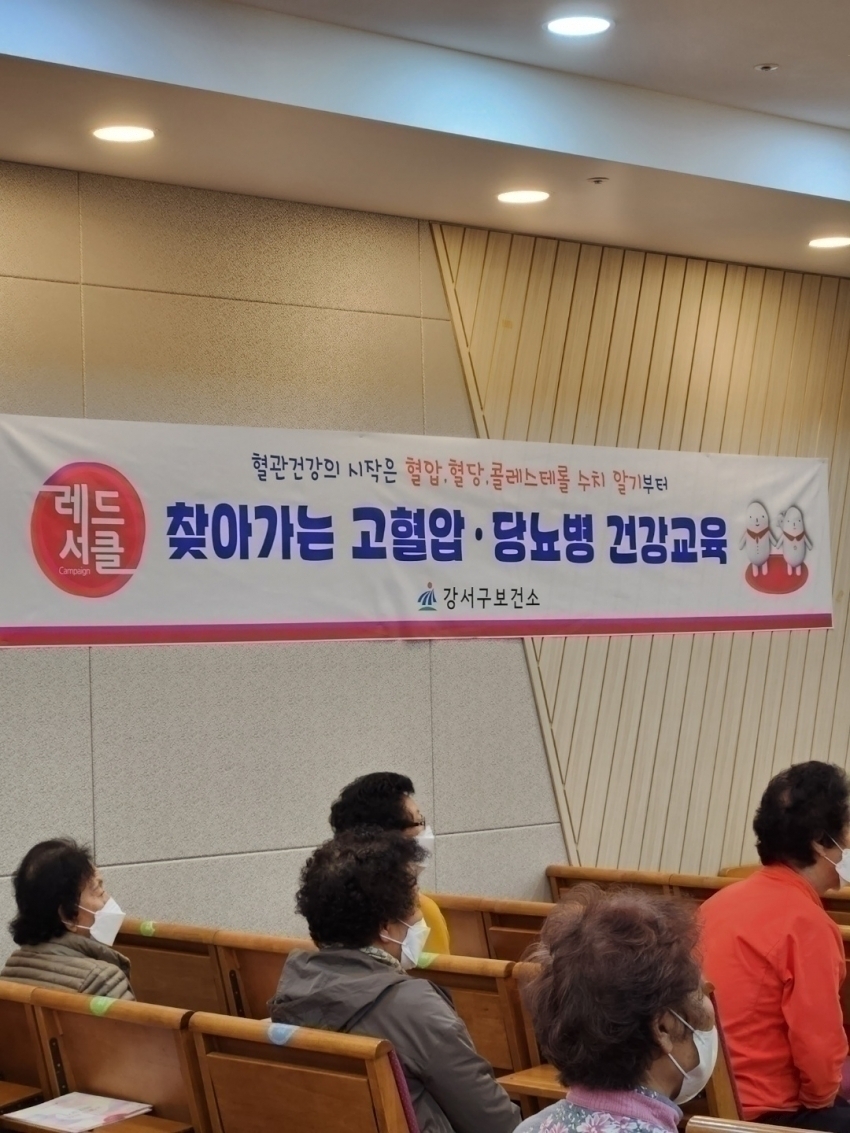 혈관건강의 시작은 혈압,혈당,콜레스테롤 수치 알기부터
레드
서클
Campaign
찾아가는 고혈압·당뇨병 건강교육
강서구보건소